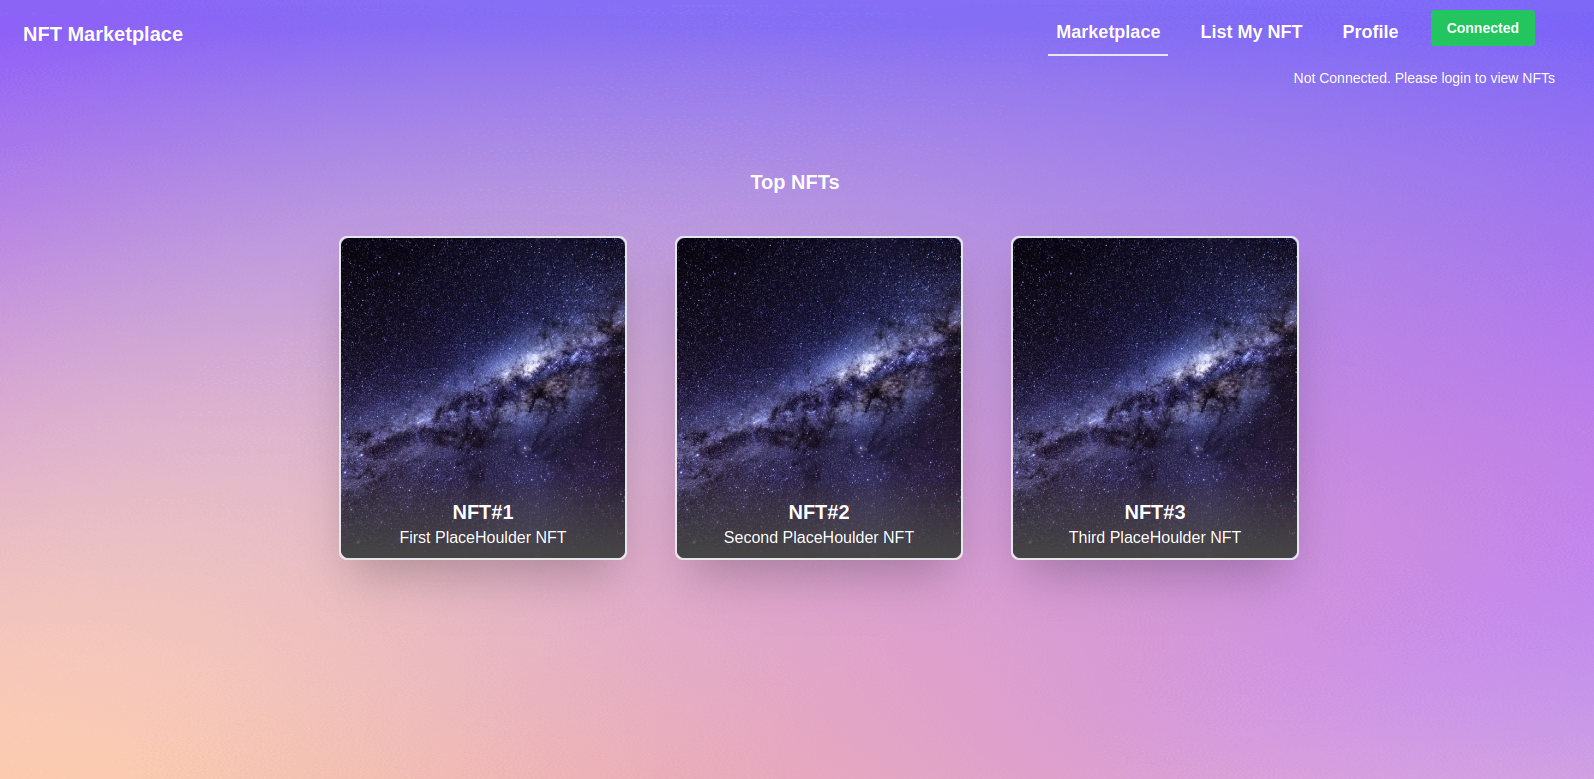 NFT Marketplace
Marketplace
List My NFT
Profile
Connected
Not Connected. Please login to view NFTs
Top NFTs
NFT#1
First PlaceHoulder NFT
NFT#2
Second PlaceHoulder NFT
NFT#3
Third PlaceHoulder NFT